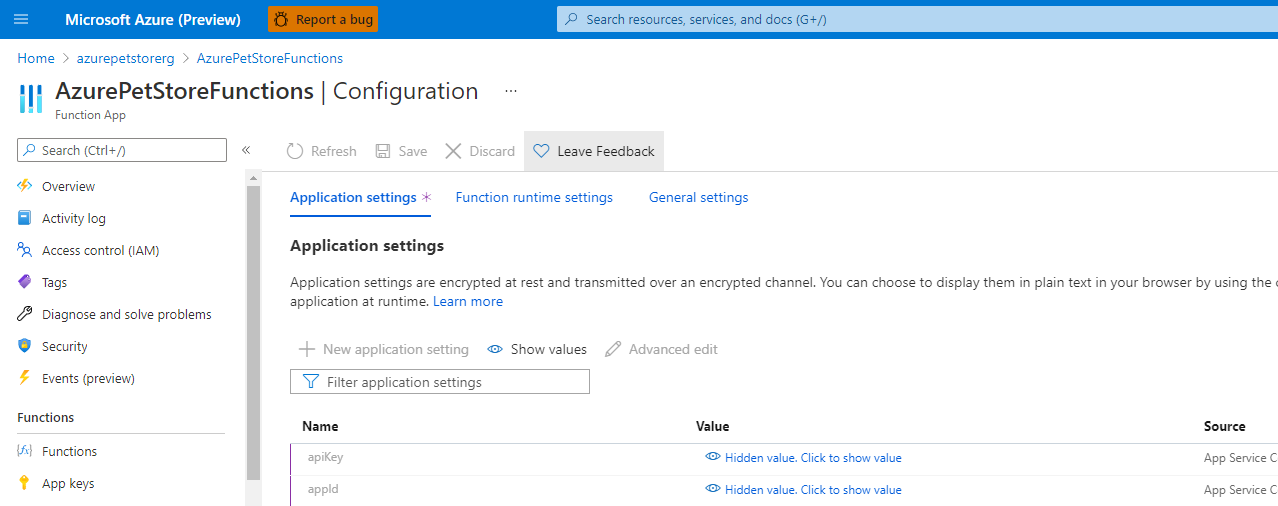 Microsoft Azure (Preview)
Report a bug
Search resources, services, and docs (G+/)
Home > azurepetstorerg > AzurePetStoreFunctions
AzurePetStoreFunctions | Configuration ...
Function App
Search (Ctrl+/)
«
Refresh
Save
Discard
Leave Feedback
Overview
Activity log
Access control (IAM)
Tags
Diagnose and solve problems
Security
Events (preview)
Functions
Functions
App keys
Application settings *
Function runtime settings
General settings
Application settings
Application settings are encrypted at rest and transmitted over an encrypted channel. You can choose to display them in plain text in your browser by using the
application at runtime. Learn more
New application setting
Show values
Advanced edit
Filter application settings
Name Value Source
apiKey Hidden value. Click to show value App Service C
appId Hidden value. Click to show value App Service C